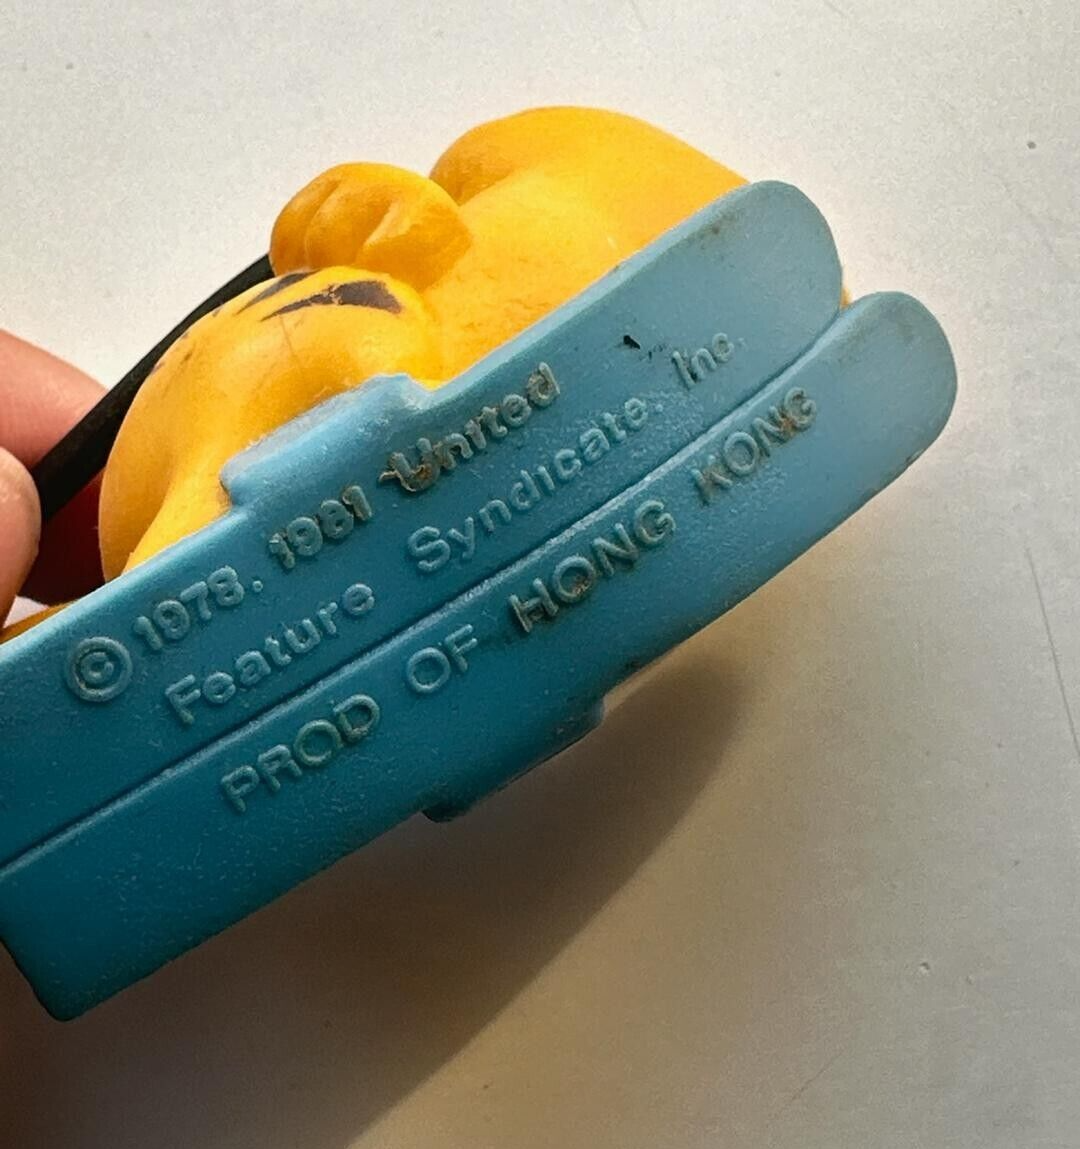 © 1978. 1981 United
Feature Syndicate. Inc.
PROD OF HONG KONG